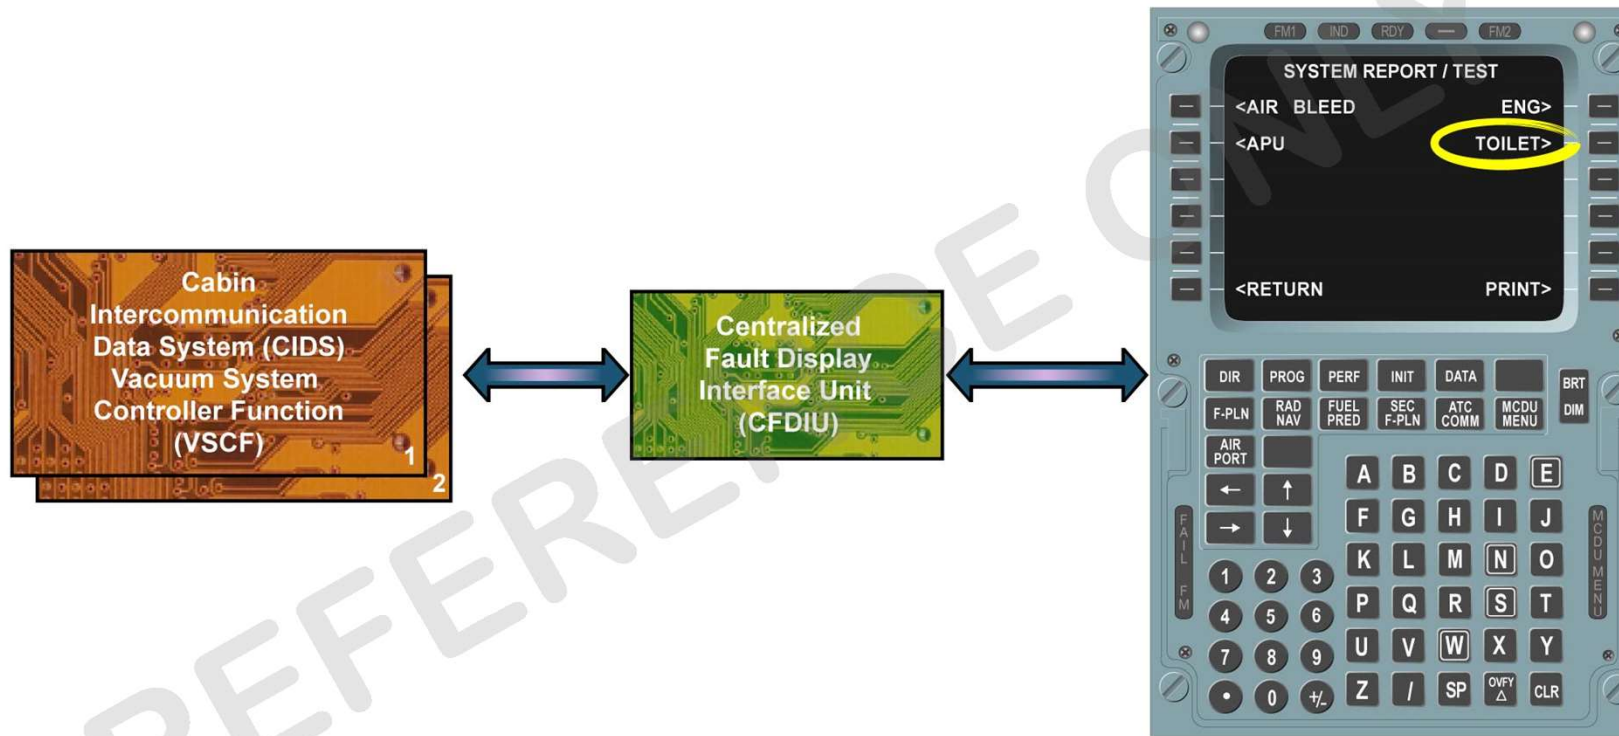 Cabin
Intercommunication
Data System (CIDS)
Vacuum System
Controller Function
(VSCF)
1
2
Centralized
Fault Display
Interface Unit
(CFDIU)
FM1 IND RDY — FM2
SYSTEM REPORT / TEST
<AIR BLEED ENG>
<APU TOILET>
<RETURN PRINT>
DIR PROG PERF INIT DATA
BRT
DIM
F-PLN RAD NAV FUEL PRED SEC F-PLN ATC COMM MCDU MENU
AIR
PORT
← ↑
→ ↓
A B C D E
F G H I J
K L M N O
P Q R S T
U V W X Y
Z / SP OVFY Δ CLR
1 2 3
4 5 6
7 8 9
• 0 +/-
FAIL FM
MCDU MENU
REFERENCE ONLY